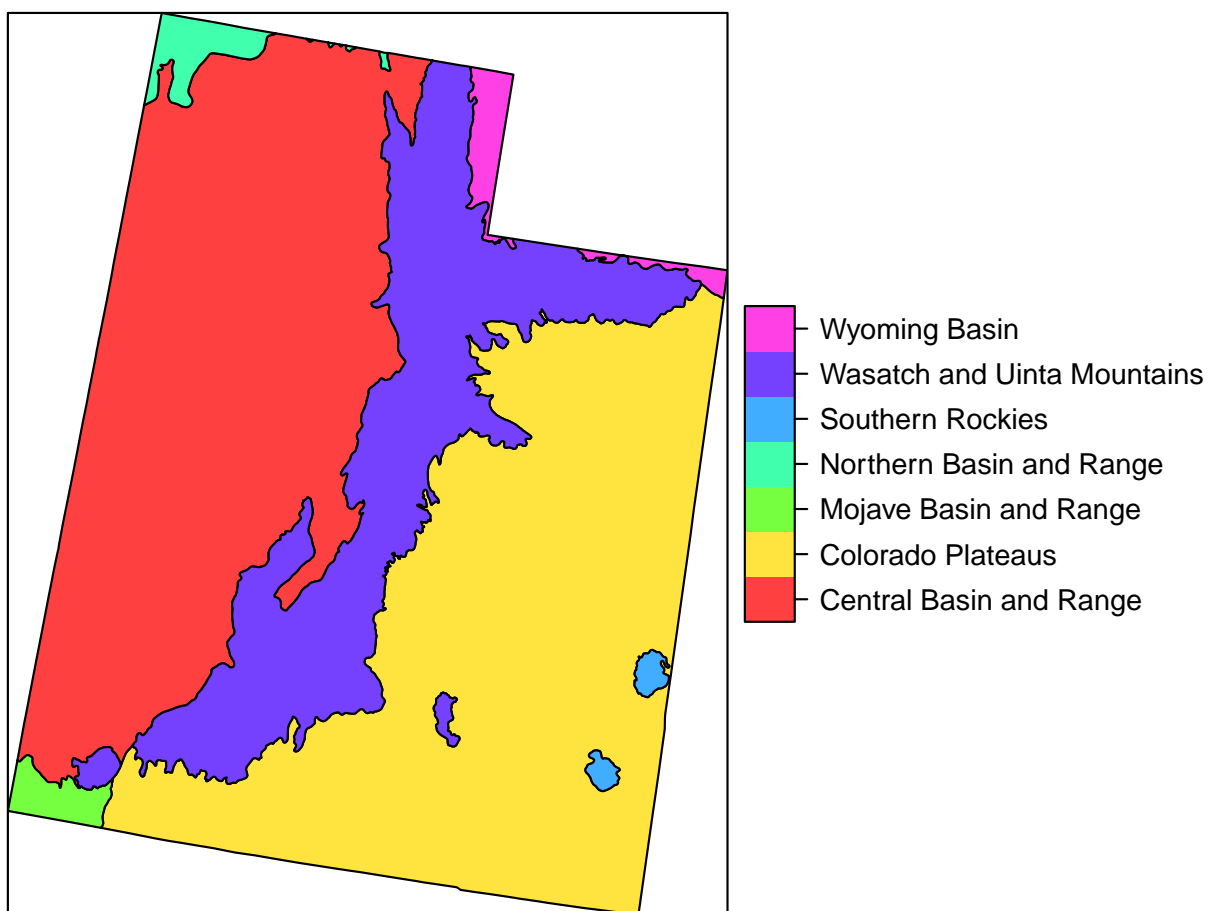 Wyoming Basin
Wasatch and Uinta Mountains
Southern Rockies
Northern Basin and Range
Mojave Basin and Range
Colorado Plateaus
Central Basin and Range